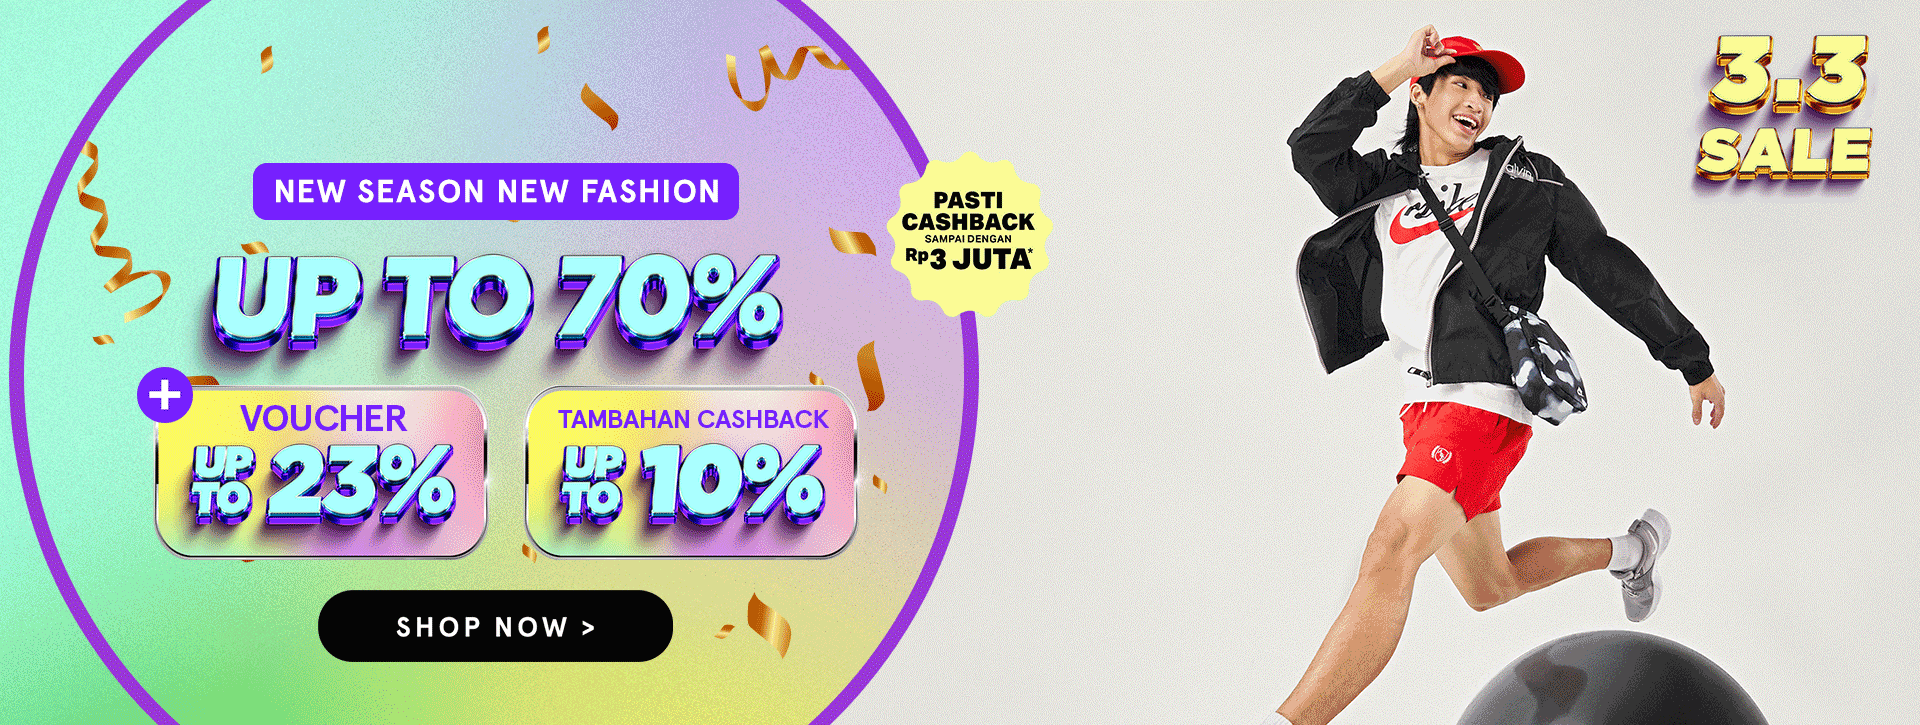 NEW SEASON NEW FASHION
UP TO 70%
+
VOUCHER
UP TO 23%
TAMBAHAN CASHBACK
UP TO 10%
SHOP NOW >
PASTI
CASHBACK
SAMPAI DENGAN
Rp3 JUTA*
3.3
SALE